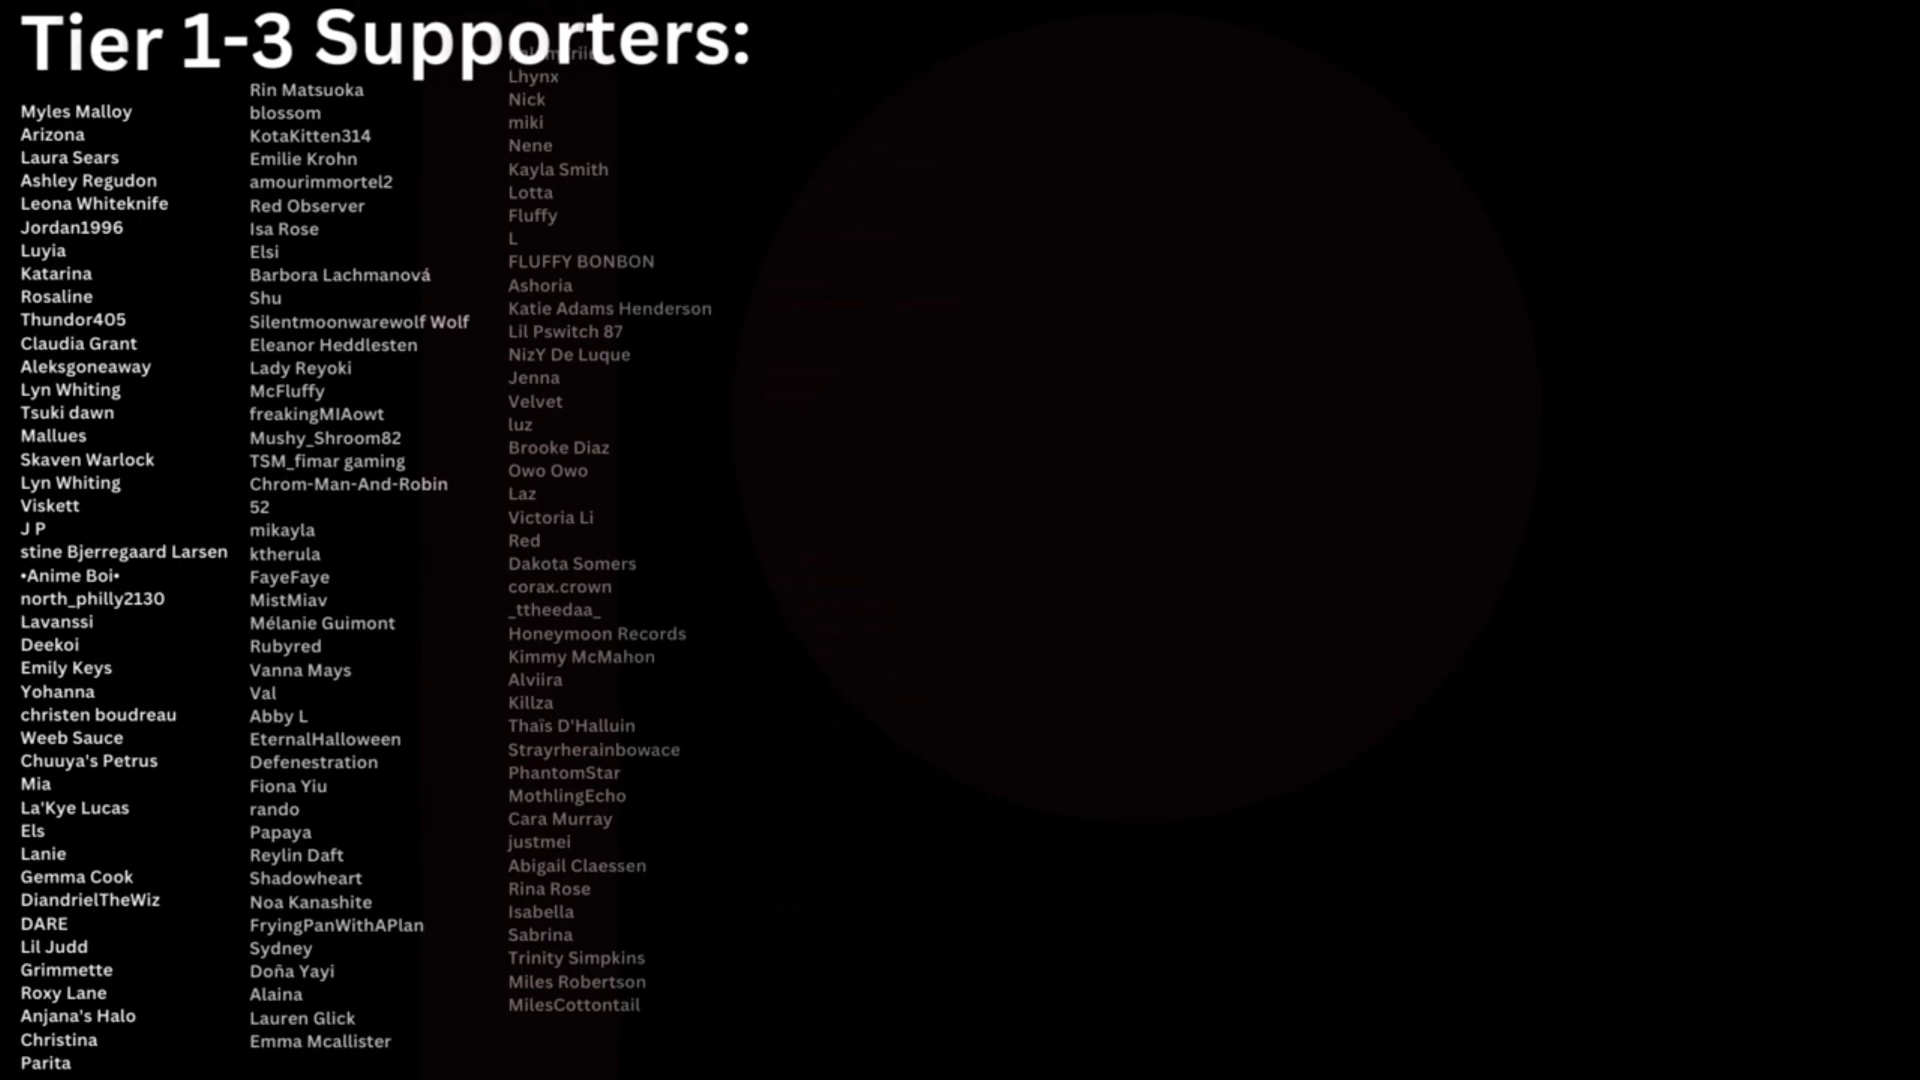 Tier 1-3 Supporters:
Myles Malloy
Arizona
Laura Sears
Ashley Regudon
Leona Whiteknife
Jordan1996
Luyia
Katarina
Rosaline
Thundor405
Claudia Grant
Aleksgoneaway
Lyn Whiting
Tsuki dawn
Mallues
Skaven Warlock
Lyn Whiting
Viskett
J P
stine Bjerregaard Larsen
•Anime Boi•
north_philly2130
Lavanssi
Deekoi
Emily Keys
Yohanna
christen boudreau
Weeb Sauce
Chuuya's Petrus
Mia
La'Kye Lucas
Els
Lanie
Gemma Cook
DiandrielTheWiz
DARE
Lil Judd
Grimmette
Roxy Lane
Anjana's Halo
Christina
Parita
Rin Matsuoka
blossom
KotaKitten314
Emilie Krohn
amourimmortel2
Red Observer
Isa Rose
Elsi
Barbora Lachmanová
Shu
Silentmoonwarewolf Wolf
Eleanor Heddlesten
Lady Reyoki
McFluffy
freakingMIAowt
Mushy_Shroom82
TSM_fimar gaming
Chrom-Man-And-Robin
52
mikayla
ktherula
FayeFaye
MistMiav
Mélanie Guimont
Rubyred
Vanna Mays
Val
Abby L
EternalHalloween
Defenestration
Fiona Yiu
rando
Papaya
Reylin Daft
Shadowheart
Noa Kanashite
FryingPanWithAPlan
Sydney
Doña Yayi
Alaina
Lauren Glick
Emma Mcallister
Lhynx
Nick
miki
Nene
Kayla Smith
Lotta
Fluffy
L
FLUFFY BONBON
Ashoria
Katie Adams Henderson
Lil Pswitch 87
NizY De Luque
Jenna
Velvet
luz
Brooke Diaz
Owo Owo
Laz
Victoria Li
Red
Dakota Somers
corax.crown
_ttheedaa_
Honeymoon Records
Kimmy McMahon
Alviira
Killza
Thaïs D'Halluin
Strayrherainbowace
PhantomStar
MothlingEcho
Cara Murray
justmei
Abigail Claessen
Rina Rose
Isabella
Sabrina
Trinity Simpkins
Miles Robertson
MilesCottontail